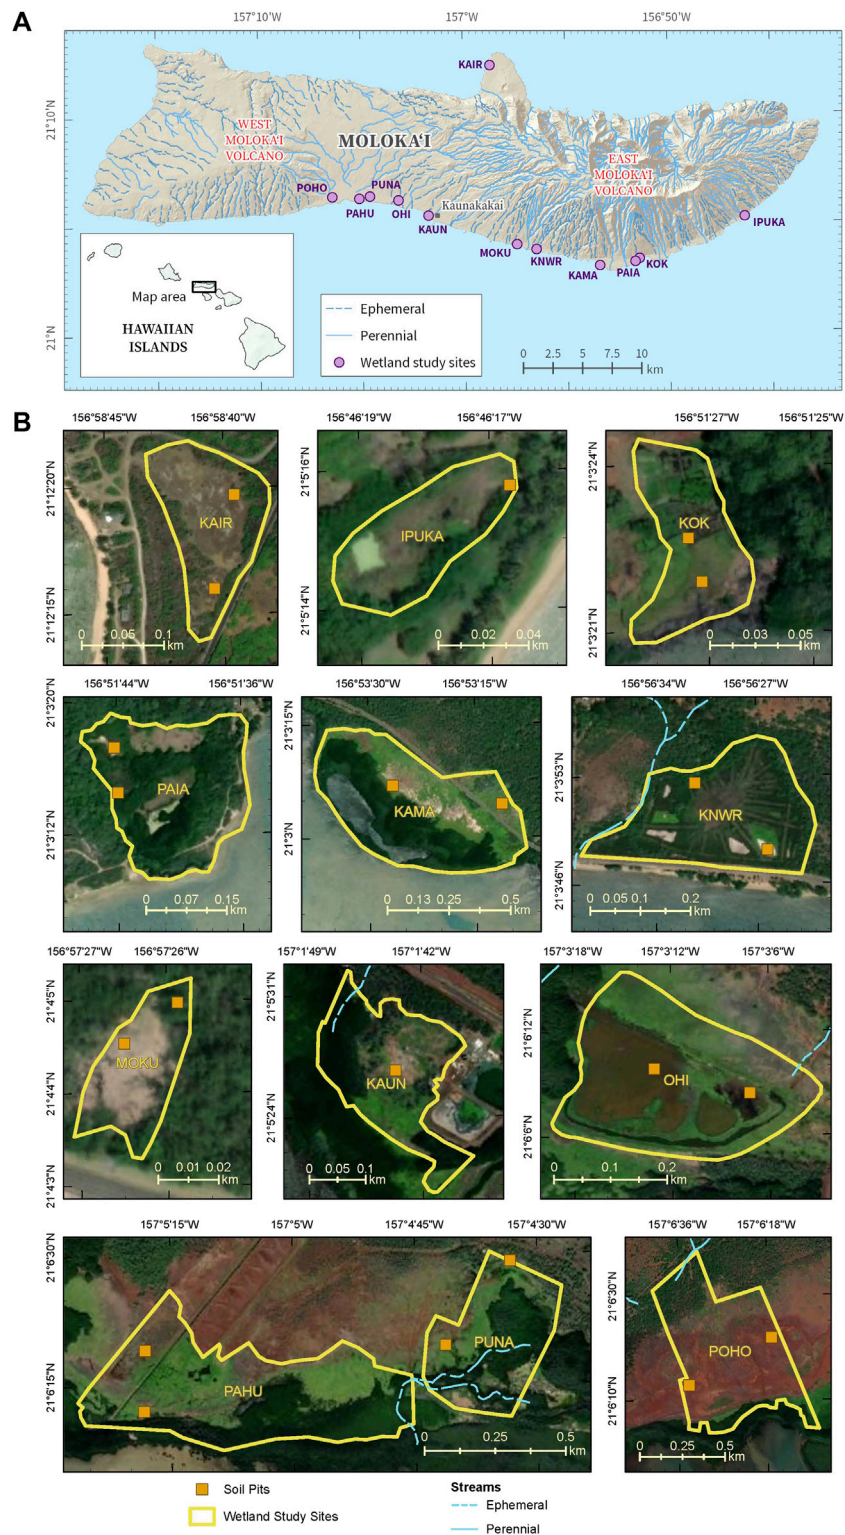 A
157°10'W
157°W
156°50'W
21°10'N
21°N
KAIR
WEST
MOLOKAʻI
VOLCANO
MOLOKAʻI
EAST
MOLOKAʻI
VOLCANO
POHO
PUNA
PAHU
OHI
Kaunakakai
KAUN
IPUKA
MOKU
KNWR
KAMA
PAIA
KOK
Map area
HAWAIIAN
ISLANDS
Ephemeral
Perennial
Wetland study sites
0 2.5 5 7.5 10
km
B
156°58'45"W 156°58'40"W
21°12'20"N
21°12'15"N
KAIR
0 0.05 0.1
km
156°46'19"W 156°46'17"W
21°5'16"N
21°5'14"N
IPUKA
0 0.02 0.04
km
156°51'27"W 156°51'25"W
21°3'24"N
21°3'21"N
KOK
0 0.03 0.05
km
156°51'44"W 156°51'36"W
21°3'20"N
21°3'12"N
PAIA
0 0.07 0.15
km
156°53'30"W 156°53'15"W
21°3'15"N
21°3'N
KAMA
0 0.13 0.25 0.5
km
156°56'34"W 156°56'27"W
21°3'53"N
21°3'46"N
KNWR
0 0.05 0.1 0.2
km
156°57'27"W 156°57'26"W
21°4'5"N
21°4'4"N
21°4'3"N
MOKU
0 0.01 0.02
km
157°1'49"W 157°1'42"W
21°5'31"N
21°5'24"N
KAUN
0 0.05 0.1
km
157°3'18"W 157°3'12"W 157°3'6"W
21°6'12"N
21°6'6"N
OHI
0 0.1 0.2
km
157°5'15"W 157°5'W 157°4'45"W 157°4'30"W
21°6'30"N
21°6'15"N
PAHU
PUNA
0 0.25 0.5
km
157°6'36"W 157°6'18"W
21°6'30"N
21°6'10"N
POHO
0 0.25 0.5
km
Soil Pits
Wetland Study Sites
Streams
Ephemeral
Perennial